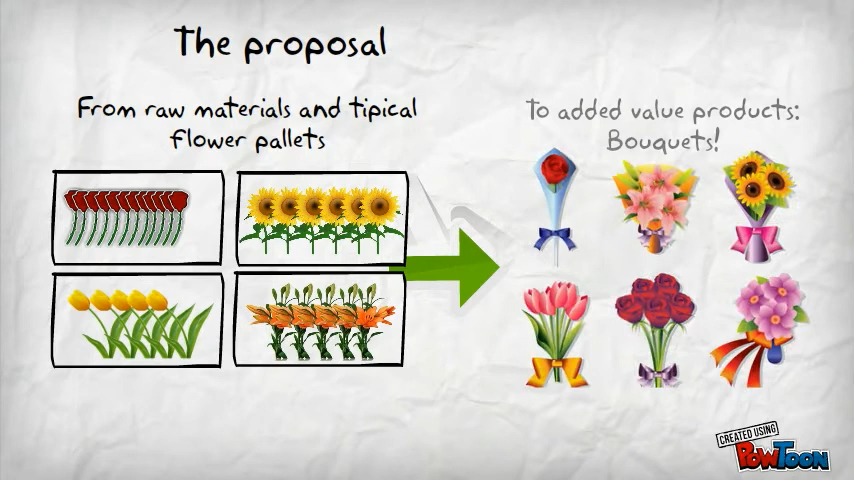 The proposal
From raw materials and tipical
flower pallets
To added value products:
Bouquets!
CREATED USING
POWTOON